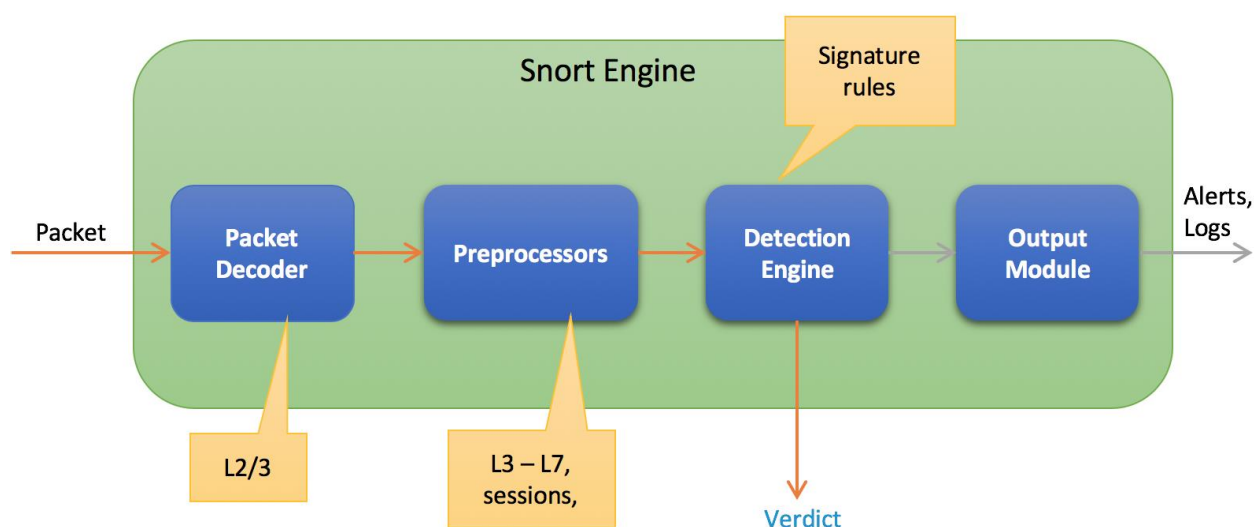 Snort Engine
Signature
rules
Packet
Packet
Decoder
Preprocessors
Detection
Engine
Output
Module
Alerts,
Logs
L2/3
L3 – L7,
sessions,
Verdict